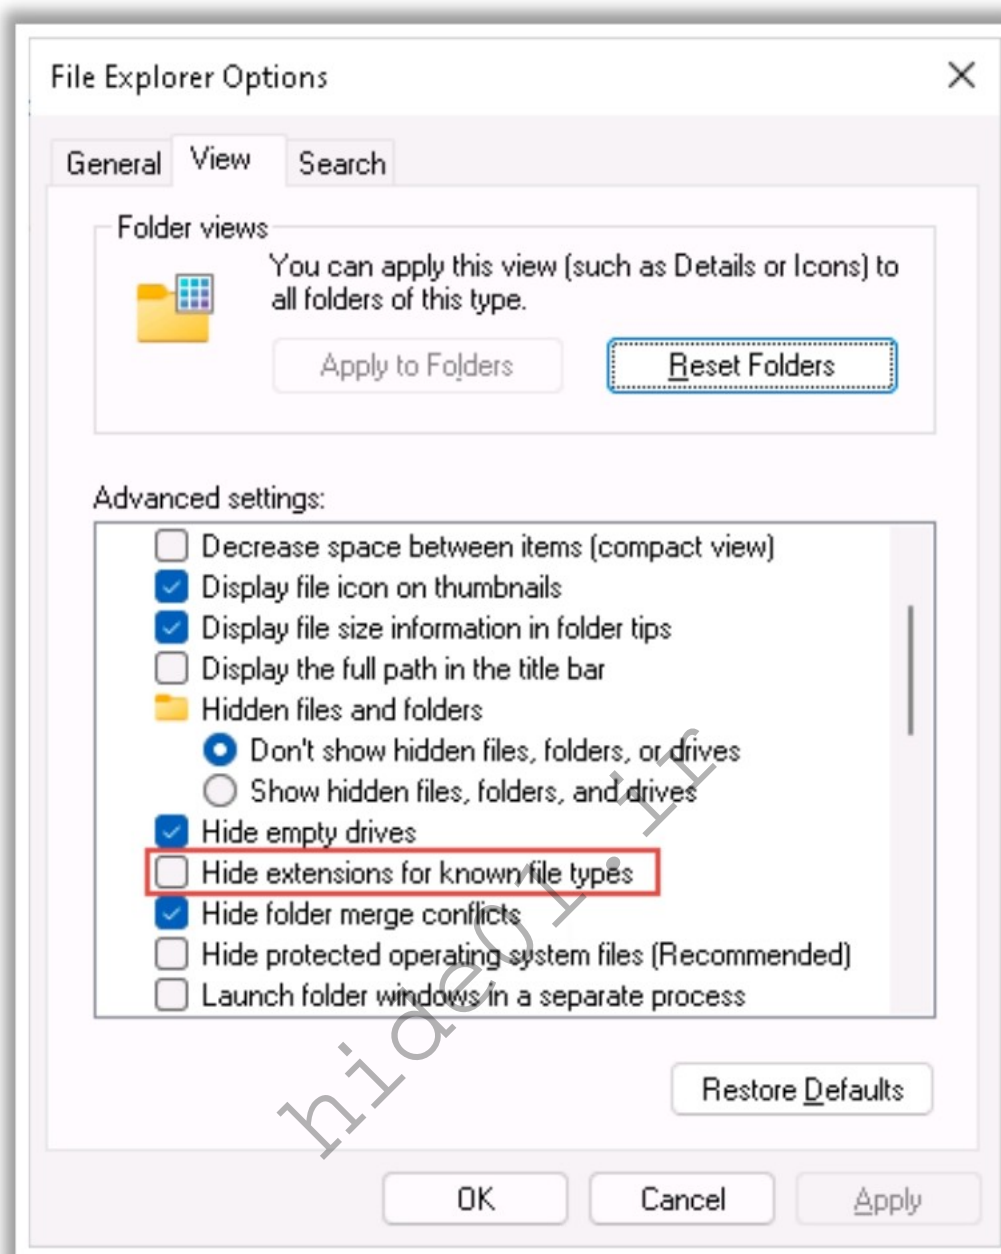 File Explorer Options
General View Search
Folder views
You can apply this view (such as Details or Icons) to
all folders of this type.
Apply to Folders Reset Folders
Advanced settings:
Decrease space between items (compact view)
Display file icon on thumbnails
Display file size information in folder tips
Display the full path in the title bar
Hidden files and folders
Don't show hidden files, folders, or drives
Show hidden files, folders, and drives
Hide empty drives
Hide extensions for known file types
Hide folder merge conflicts
Hide protected operating system files (Recommended)
Launch folder windows in a separate process
hide01.ir
Restore Defaults
OK Cancel Apply